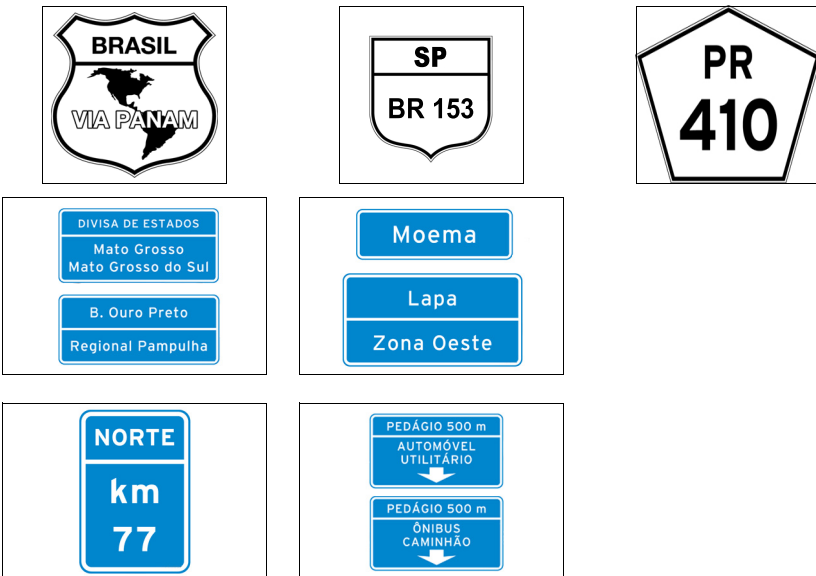 BRASIL
VIA PANAM
SP
BR 153
PR
410
DIVISA DE ESTADOS
Mato Grosso
Mato Grosso do Sul
B. Ouro Preto
Regional Pampulha
Moema
Lapa
Zona Oeste
NORTE
km
77
PEDÁGIO 500 m
AUTOMÓVEL
UTILITÁRIO
PEDÁGIO 500 m
ÔNIBUS
CAMINHÃO